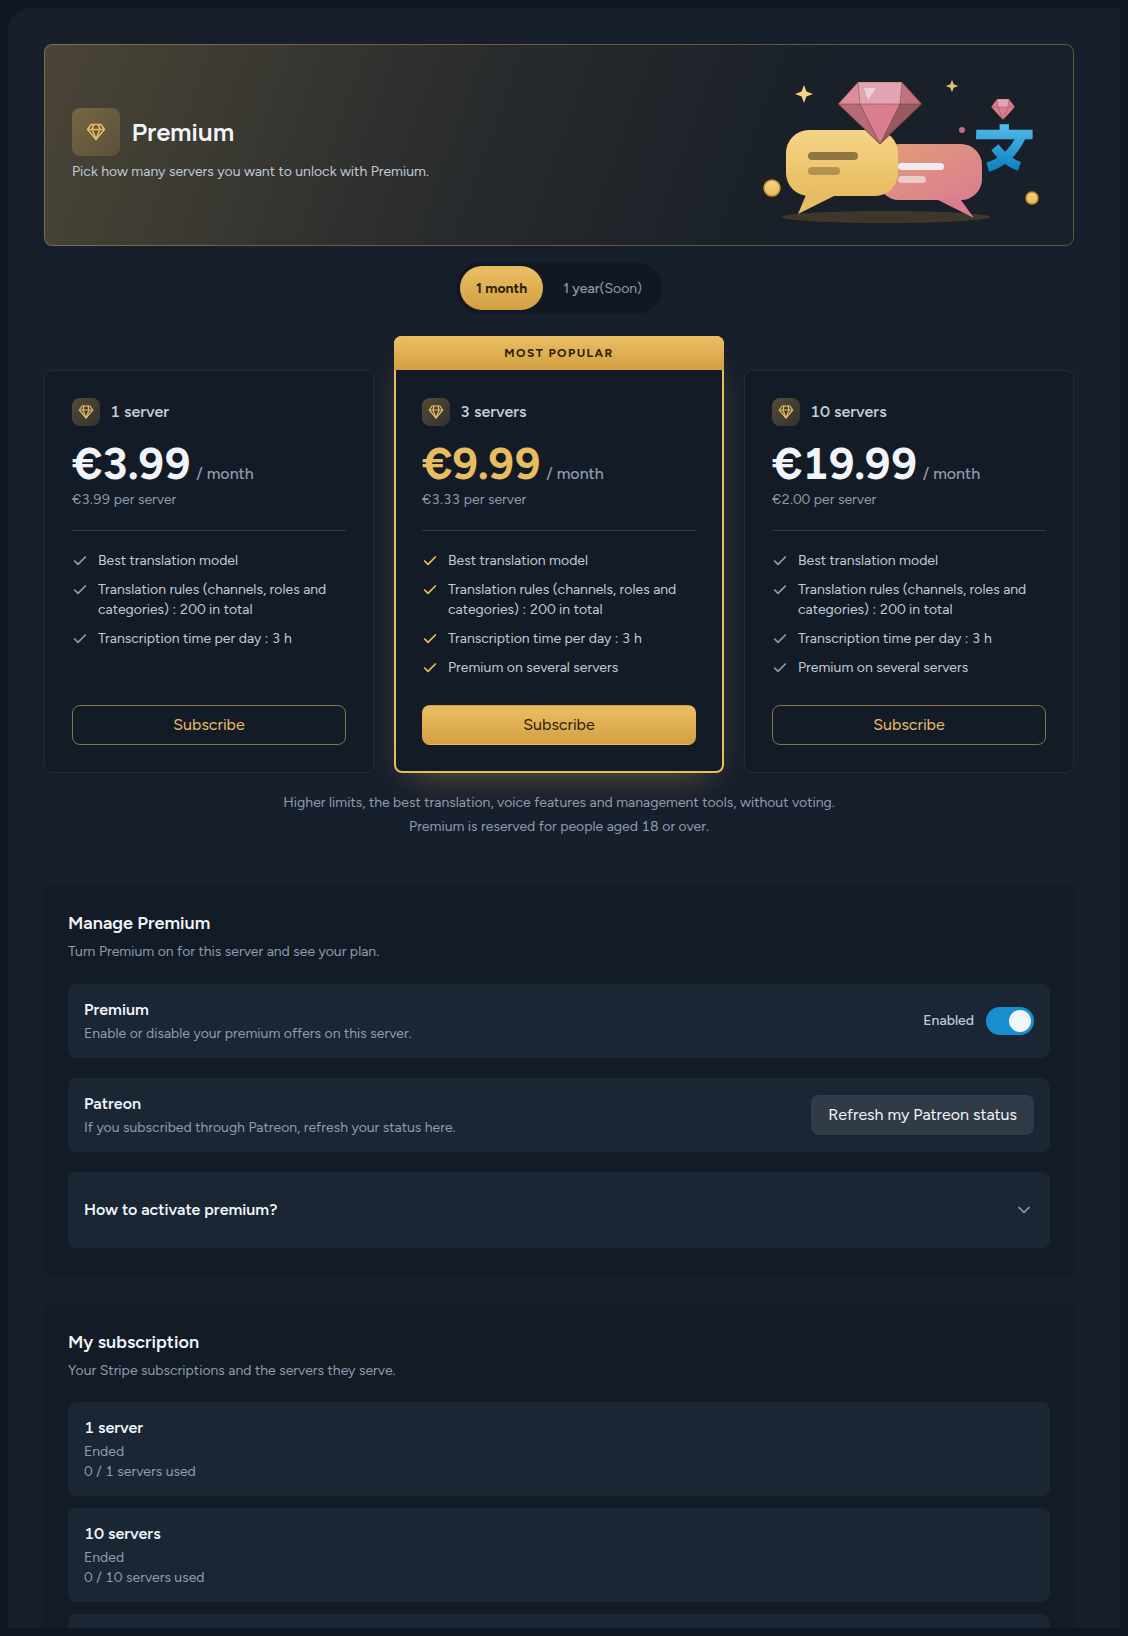 Premium
Pick how many servers you want to unlock with Premium.
文
1 month
1 year(Soon)
MOST POPULAR
1 server
€3.99 / month
€3.99 per server
Best translation model
Translation rules (channels, roles and
categories) : 200 in total
Transcription time per day : 3 h
Subscribe
3 servers
€9.99 / month
€3.33 per server
Best translation model
Translation rules (channels, roles and
categories) : 200 in total
Transcription time per day : 3 h
Premium on several servers
Subscribe
10 servers
€19.99 / month
€2.00 per server
Best translation model
Translation rules (channels, roles and
categories) : 200 in total
Transcription time per day : 3 h
Premium on several servers
Subscribe
Higher limits, the best translation, voice features and management tools, without voting.
Premium is reserved for people aged 18 or over.
Manage Premium
Turn Premium on for this server and see your plan.
Premium
Enable or disable your premium offers on this server.
Enabled
Patreon
If you subscribed through Patreon, refresh your status here.
Refresh my Patreon status
How to activate premium?
My subscription
Your Stripe subscriptions and the servers they serve.
1 server
Ended
0 / 1 servers used
10 servers
Ended
0 / 10 servers used